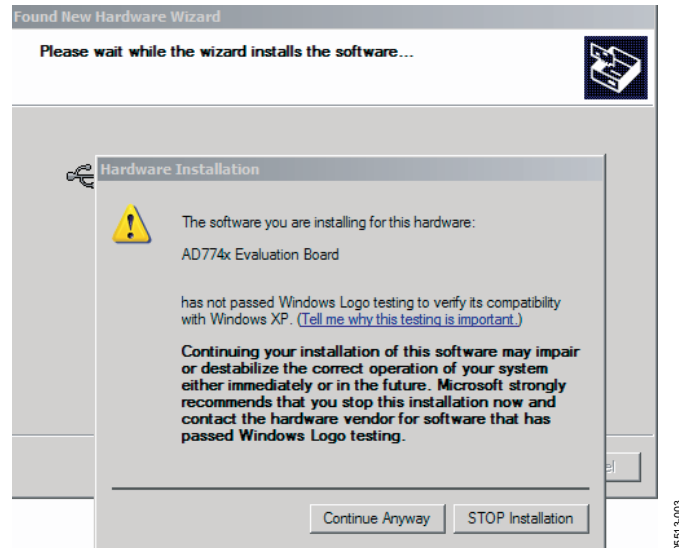 Found New Hardware Wizard
Please wait while the wizard installs the software...
Hardware Installation
The software you are installing for this hardware:
AD774x Evaluation Board
has not passed Windows Logo testing to verify its compatibility
with Windows XP. (Tell me why this testing is important.)
Continuing your installation of this software may impair
or destabilize the correct operation of your system
either immediately or in the future. Microsoft strongly
recommends that you stop this installation now and
contact the hardware vendor for software that has
passed Windows Logo testing.
Continue Anyway
STOP Installation